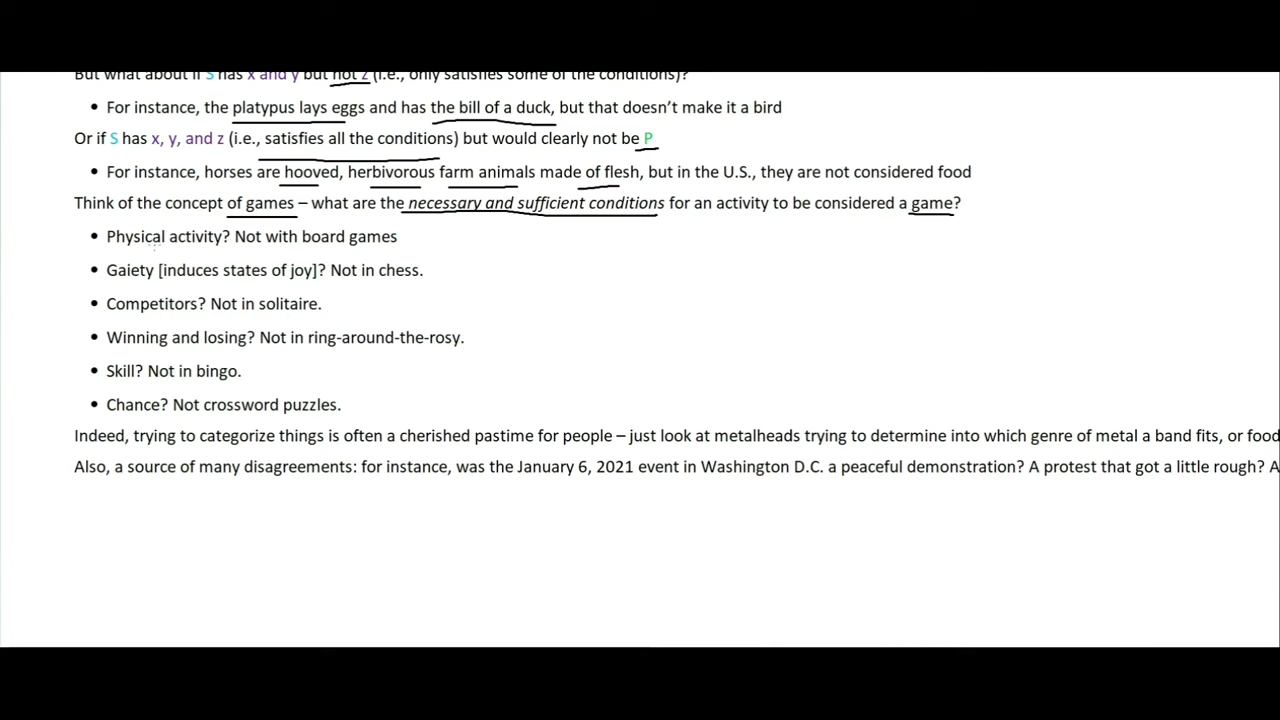 But what about if S has x and y but not z (i.e., only satisfies some of the conditions)?
• For instance, the platypus lays eggs and has the bill of a duck, but that doesn’t make it a bird
Or if S has x, y, and z (i.e., satisfies all the conditions) but would clearly not be P
• For instance, horses are hooved, herbivorous farm animals made of flesh, but in the U.S., they are not considered food
Think of the concept of games – what are the necessary and sufficient conditions for an activity to be considered a game?
• Physical activity? Not with board games
• Gaiety [induces states of joy]? Not in chess.
• Competitors? Not in solitaire.
• Winning and losing? Not in ring-around-the-rosy.
• Skill? Not in bingo.
• Chance? Not crossword puzzles.
Indeed, trying to categorize things is often a cherished pastime for people – just look at metalheads trying to determine into which genre of metal a band fits, or food
Also, a source of many disagreements: for instance, was the January 6, 2021 event in Washington D.C. a peaceful demonstration? A protest that got a little rough? A